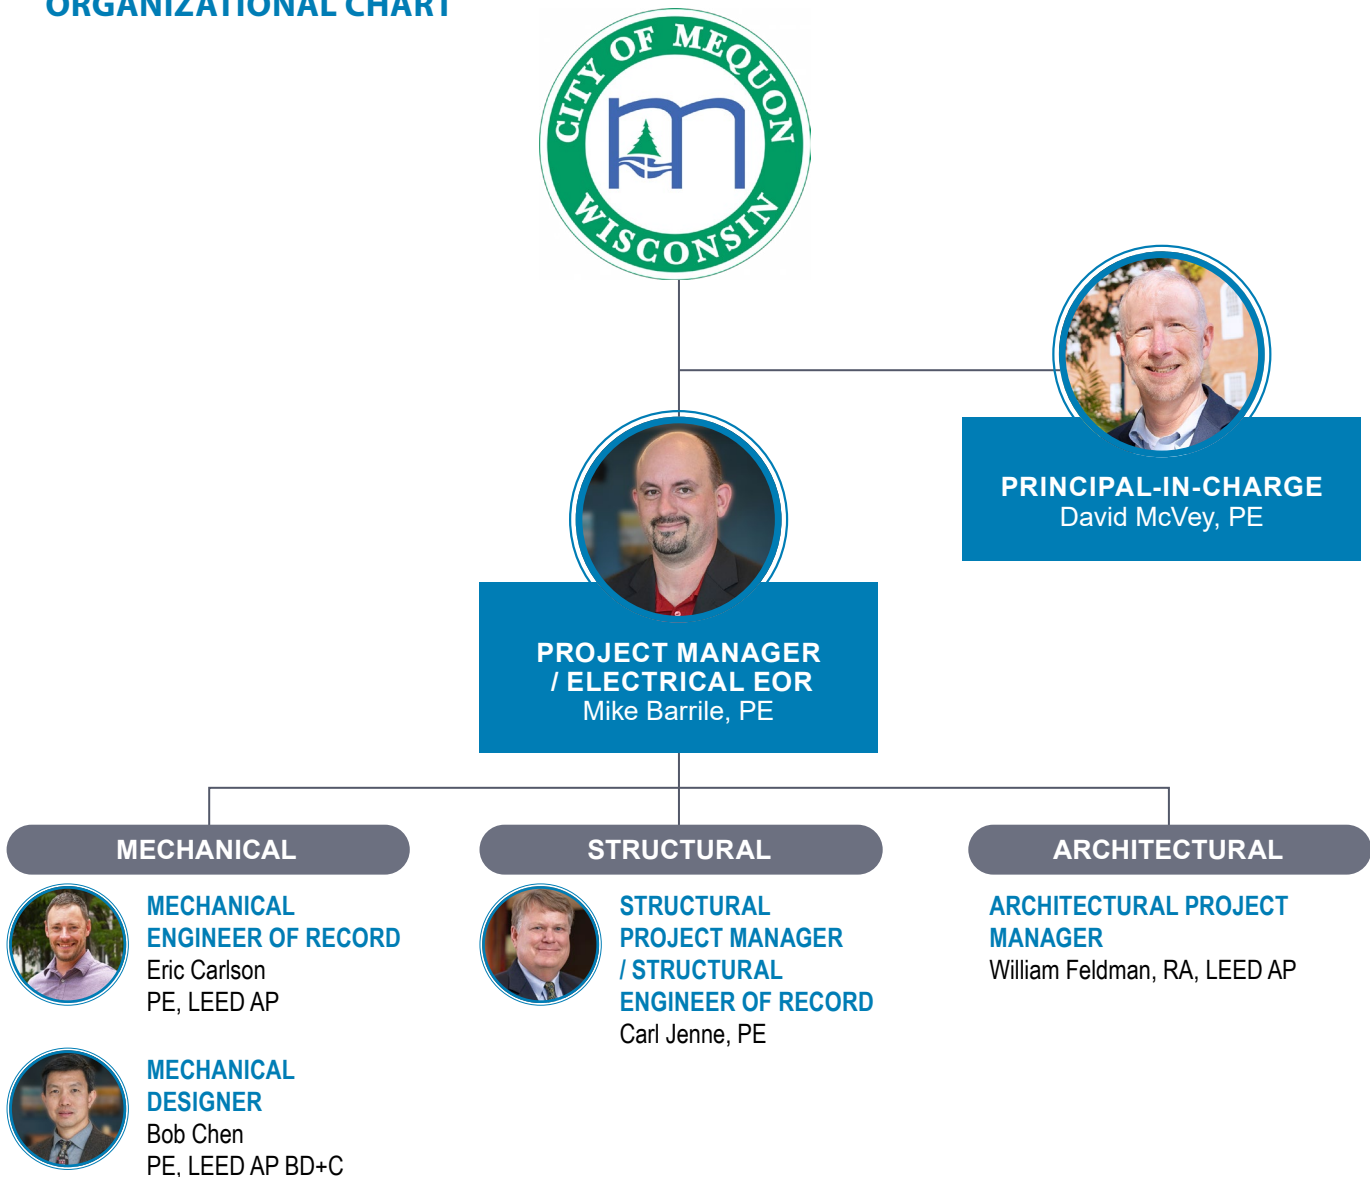 ORGANIZATIONAL CHART
CITY OF MEQUON
WISCONSIN
m
PRINCIPAL-IN-CHARGE
David McVey, PE
PROJECT MANAGER
/ ELECTRICAL EOR
Mike Barrile, PE
MECHANICAL
MECHANICAL
ENGINEER OF RECORD
Eric Carlson
PE, LEED AP
MECHANICAL
DESIGNER
Bob Chen
PE, LEED AP BD+C
STRUCTURAL
STRUCTURAL
PROJECT MANAGER
/ STRUCTURAL
ENGINEER OF RECORD
Carl Jenne, PE
ARCHITECTURAL
ARCHITECTURAL PROJECT
MANAGER
William Feldman, RA, LEED AP